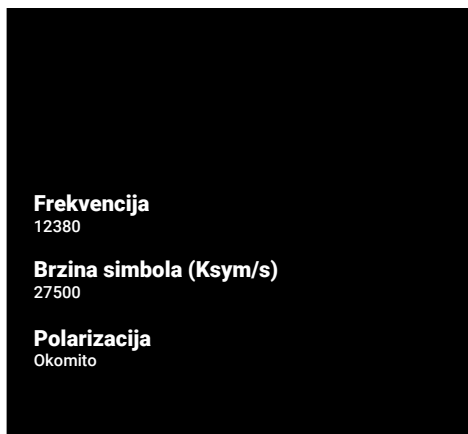 Frekvencija
12380
Brzina simbola (Ksym/s)
27500
Polarizacija
Okomito